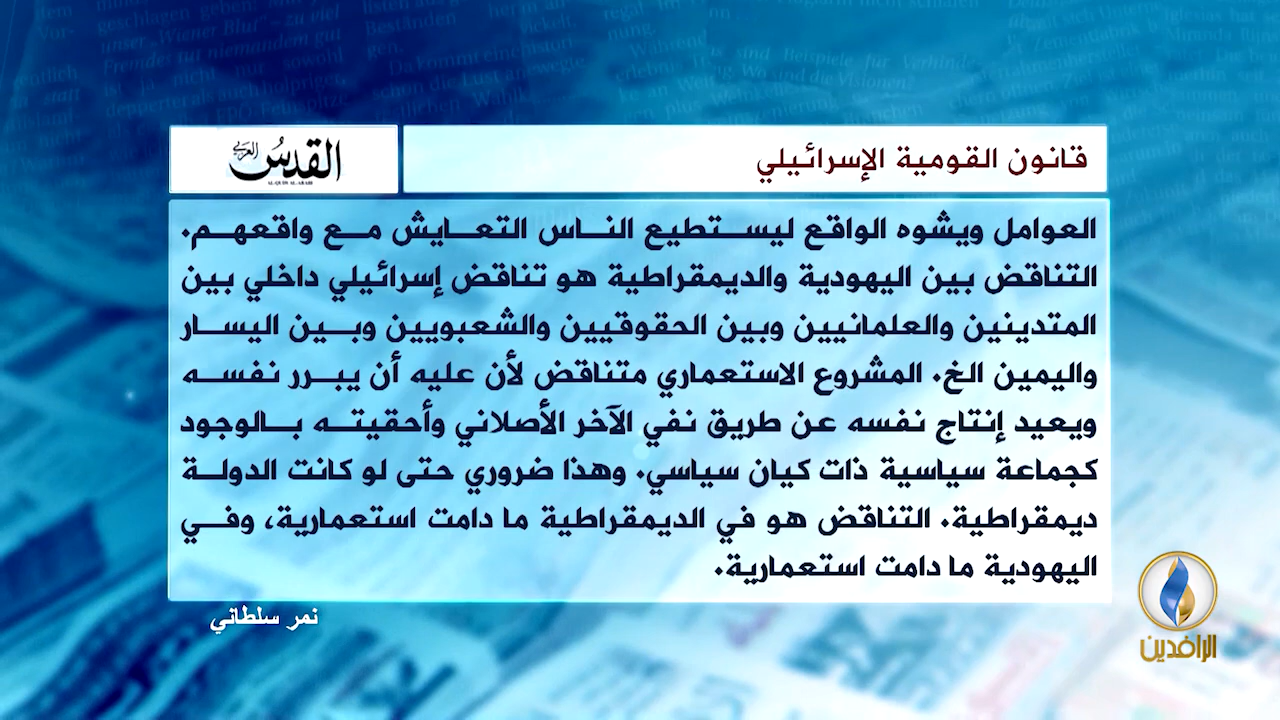 قانون القومية الإسرائيلي
القدس العربي
AL-QUDS AL-ARABI
العوامل ويشوه الواقع ليستطيع الناس التعايش مع واقعهم.
التناقض بين اليهودية والديمقراطية هو تناقض إسرائيلي داخلي بين
المتدينين والعلمانيين وبين الحقوقيين والشعبويين وبين اليسار
واليمين الخ. المشروع الاستعماري متناقض لأن عليه أن يبرر نفسه
ويعيد إنتاج نفسه عن طريق نفي الآخر الأصلاني وأحقيته بالوجود
كجماعة سياسية ذات كيان سياسي. وهذا ضروري حتى لو كانت الدولة
ديمقراطية. التناقض هو في الديمقراطية ما دامت استعمارية، وفي
اليهودية ما دامت استعمارية.
نمر سلطاني
الرافدين